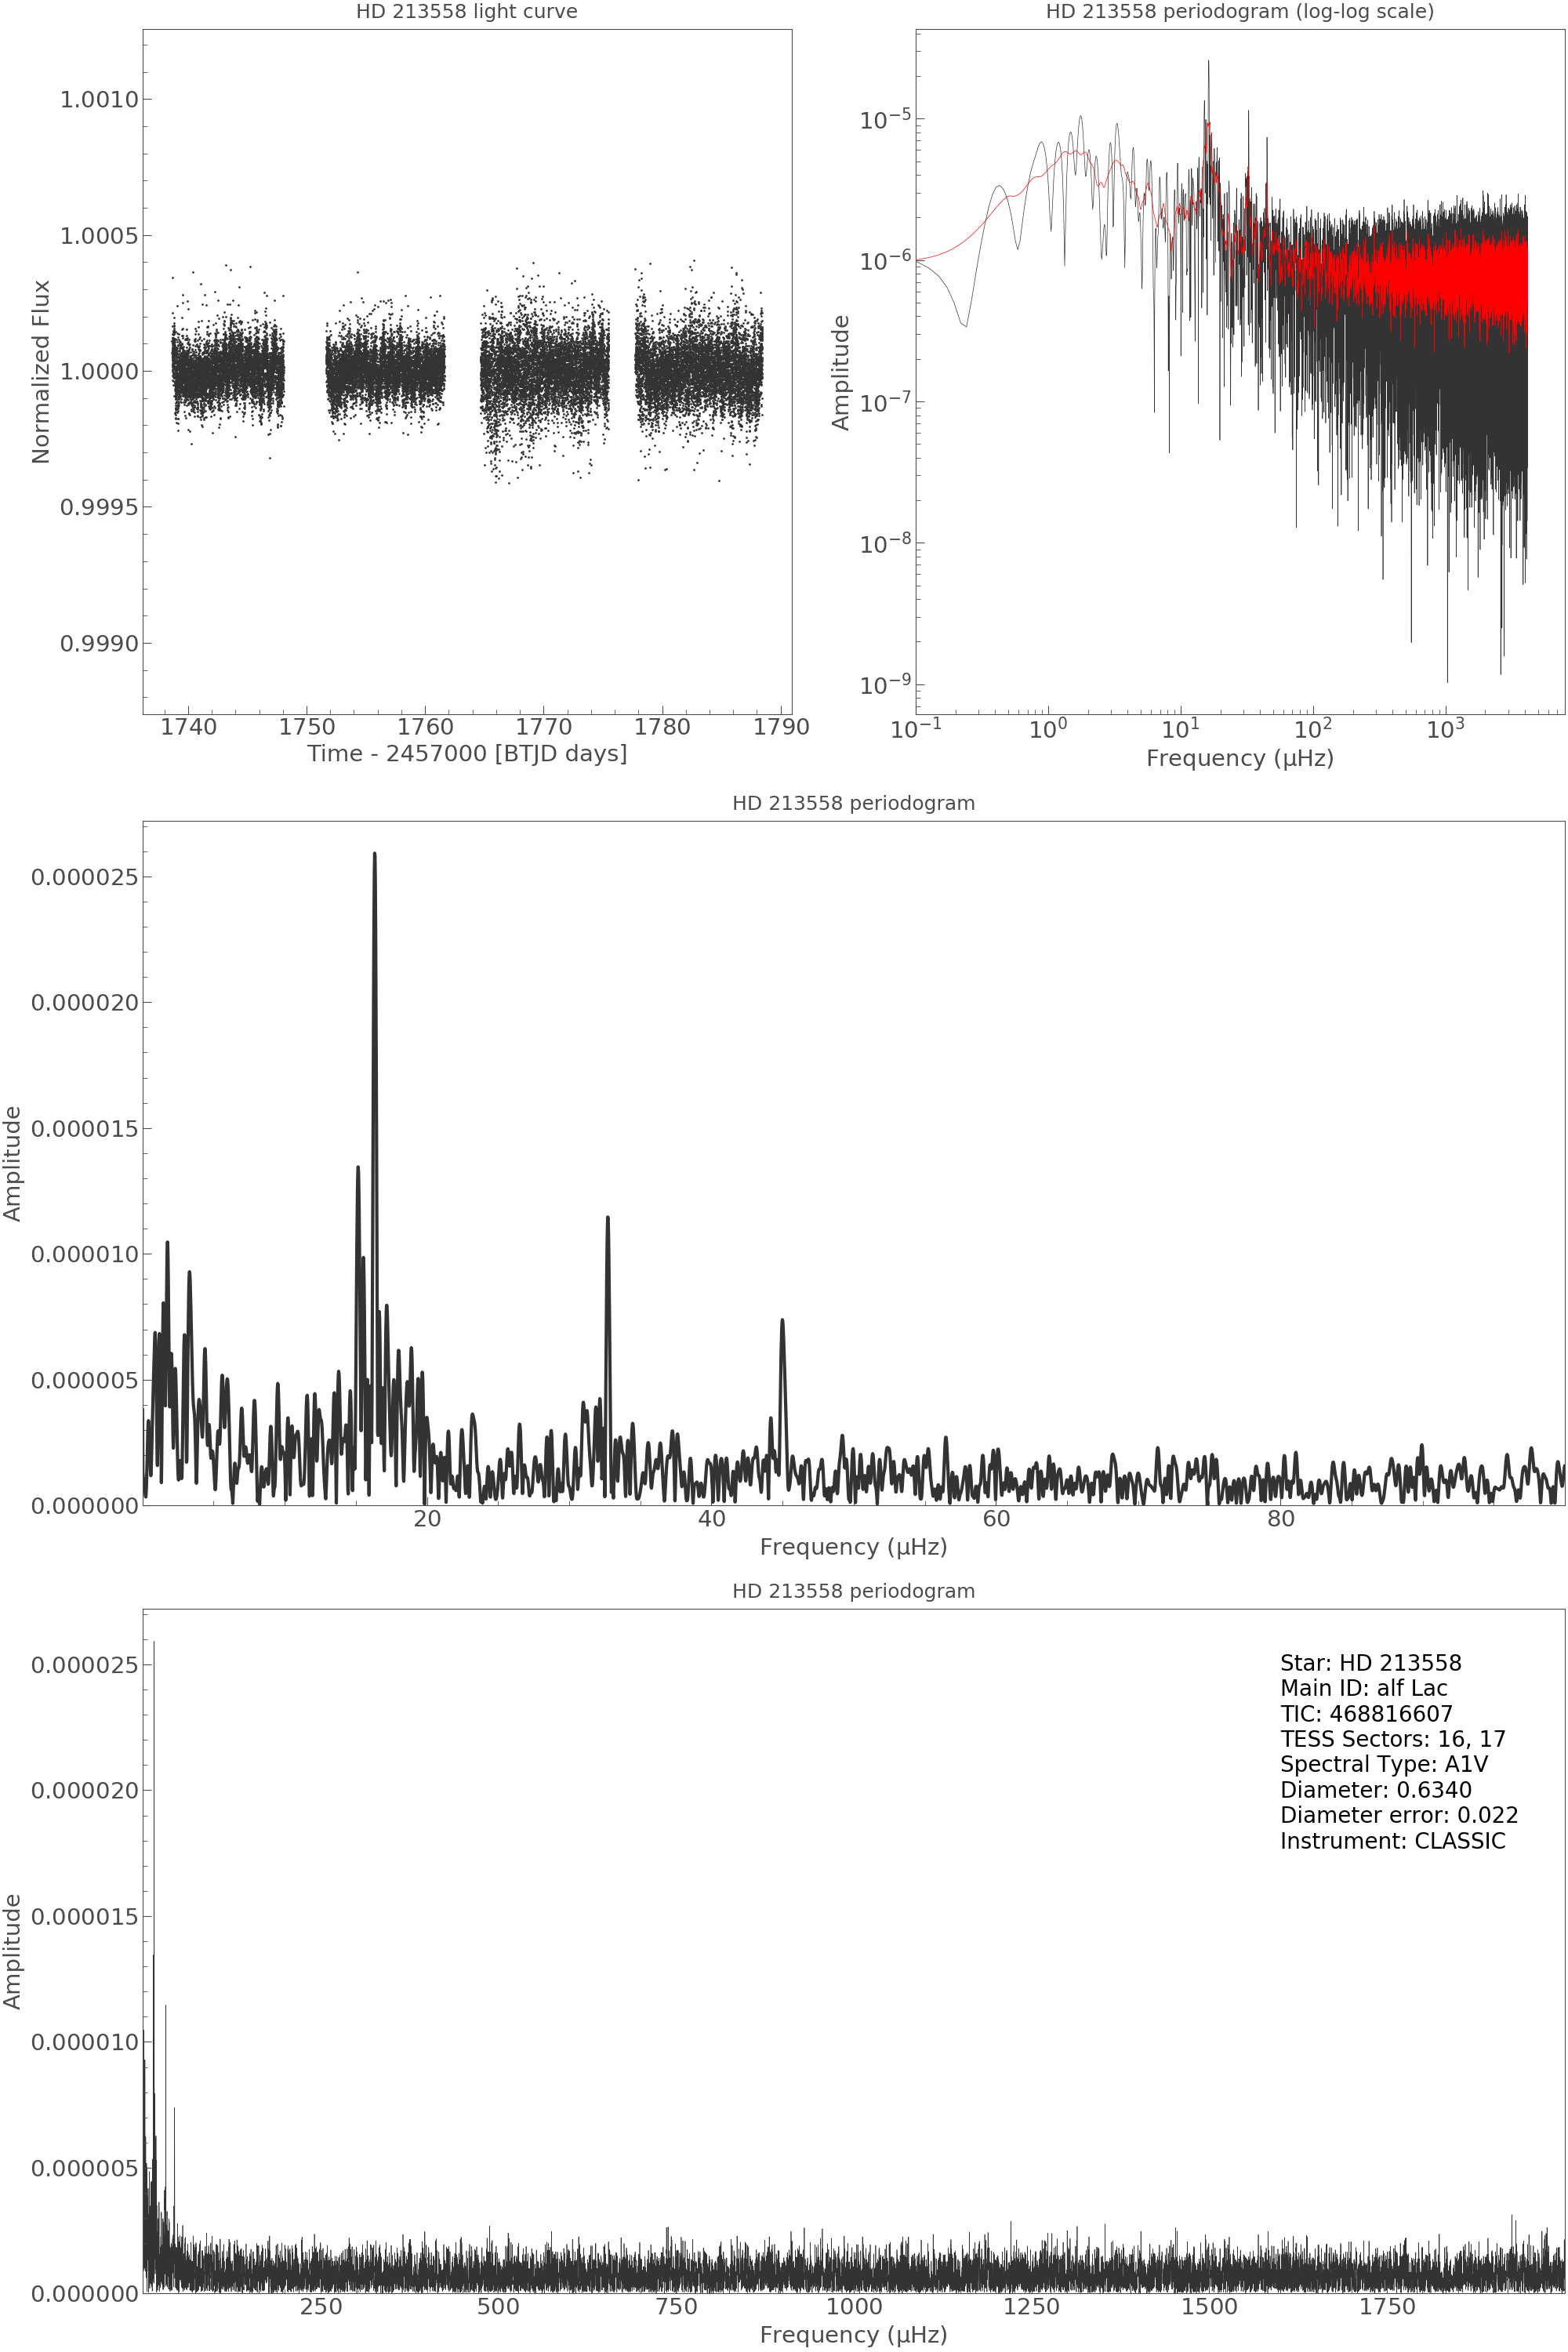 HD 213558 light curve
1.0010
1.0005
1.0000
0.9995
0.9990
Normalized Flux
1740 1750 1760 1770 1780 1790
Time - 2457000 [BTJD days]
HD 213558 periodogram (log-log scale)
10⁻⁵
10⁻⁶
10⁻⁷
10⁻⁸
10⁻⁹
Amplitude
10⁻¹ 10⁰ 10¹ 10² 10³
Frequency (µHz)
HD 213558 periodogram
0.000025
0.000020
0.000015
0.000010
0.000005
0.000000
Amplitude
20 40 60 80
Frequency (µHz)
HD 213558 periodogram
0.000025
0.000020
0.000015
0.000010
0.000005
0.000000
Amplitude
Star: HD 213558
Main ID: alf Lac
TIC: 468816607
TESS Sectors: 16, 17
Spectral Type: A1V
Diameter: 0.6340
Diameter error: 0.022
Instrument: CLASSIC
250 500 750 1000 1250 1500 1750
Frequency (µHz)